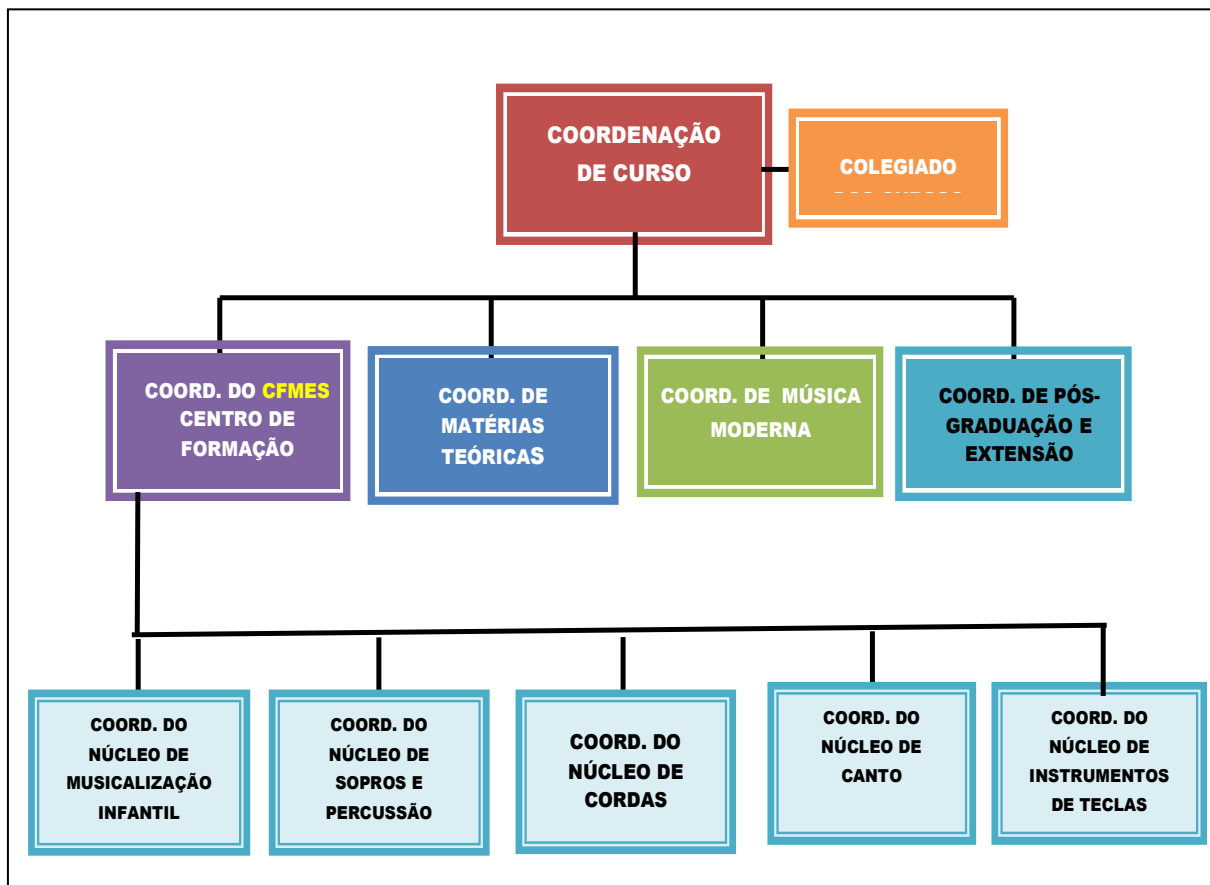 COORDENAÇÃO
DE CURSO
COLEGIADO
COORD. DO CFMES
CENTRO DE
FORMAÇÃO
COORD. DE
MATÉRIAS
TEÓRICAS
COORD. DE MÚSICA
MODERNA
COORD. DE PÓS-
GRADUAÇÃO E
EXTENSÃO
COORD. DO
NÚCLEO DE
MUSICALIZAÇÃO
INFANTIL
COORD. DO
NÚCLEO DE
SOPROS E
PERCUSSÃO
COORD. DO
NÚCLEO DE
CORDAS
COORD. DO
NÚCLEO DE
CANTO
COORD. DO
NÚCLEO DE
INSTRUMENTOS
DE TECLAS